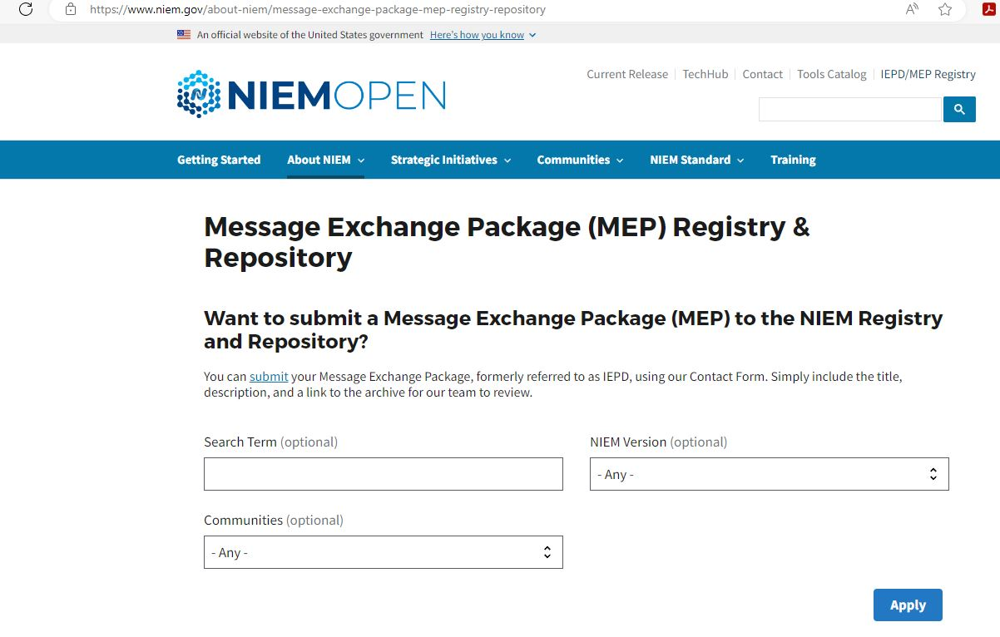 https://www.niem.gov/about-niem/message-exchange-package-mep-registry-repository
An official website of the United States government Here's how you know
Current Release TechHub Contact Tools Catalog IEPD/MEP Registry
NIEMOPEN
Getting Started About NIEM Strategic Initiatives Communities NIEM Standard Training
Message Exchange Package (MEP) Registry &
Repository
Want to submit a Message Exchange Package (MEP) to the NIEM Registry
and Repository?
You can submit your Message Exchange Package, formerly referred to as IEPD, using our Contact Form. Simply include the title,
description, and a link to the archive for our team to review.
Search Term (optional) NIEM Version (optional)
- Any -
Communities (optional)
- Any -
Apply